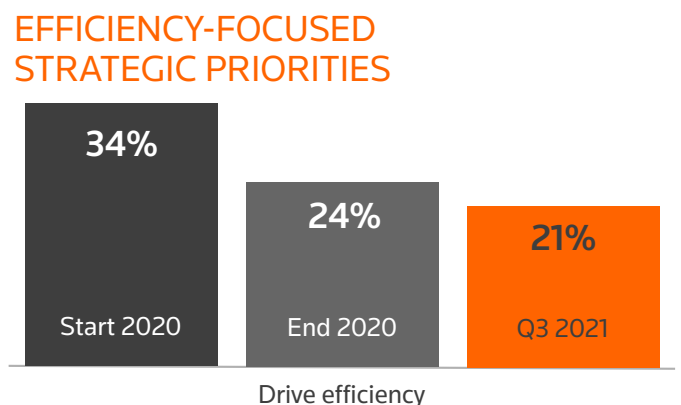 EFFICIENCY-FOCUSED
STRATEGIC PRIORITIES
34%
24%
21%
Start 2020
End 2020
Q3 2021
Drive efficiency